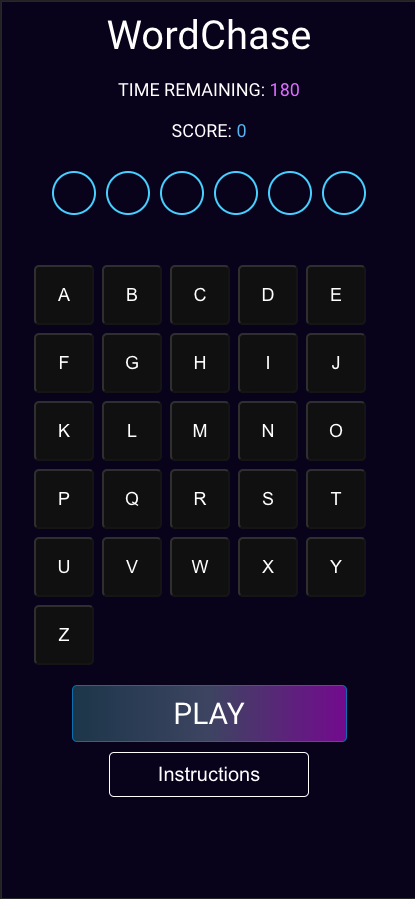 WordChase
TIME REMAINING: 180
SCORE: 0
A B C D E
F G H I J
K L M N O
P Q R S T
U V W X Y
Z
PLAY
Instructions